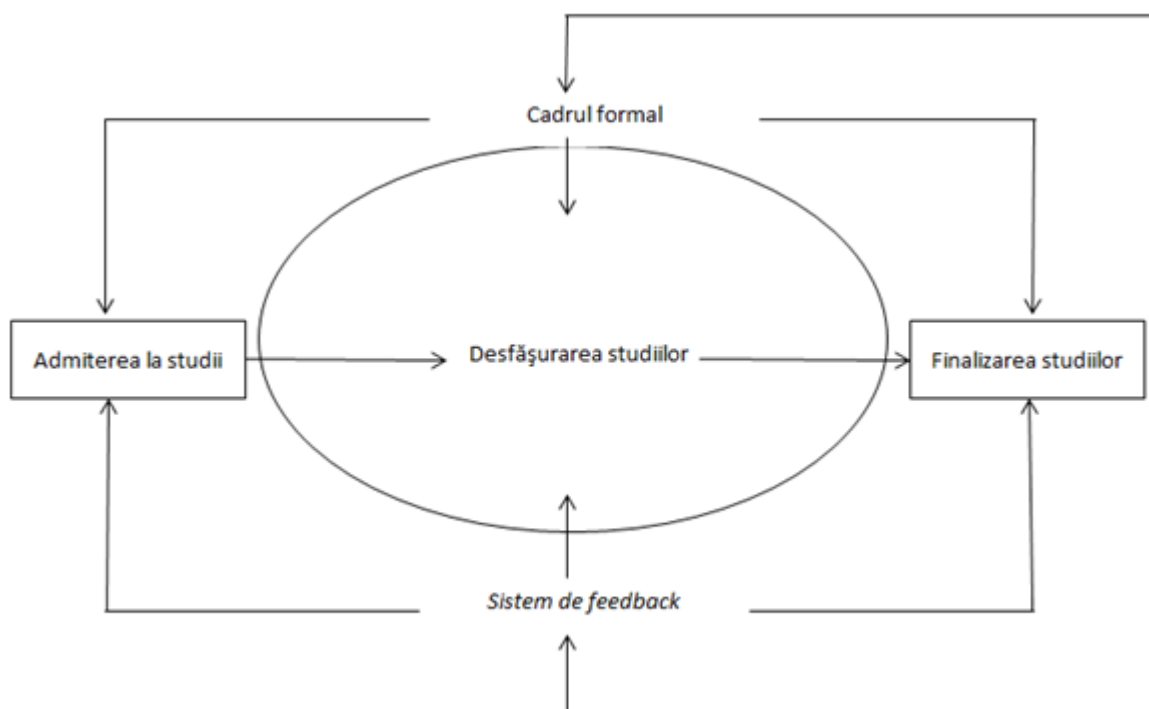 Cadrul formal
Admiterea la studii
Desfăşurarea studiilor
Finalizarea studiilor
Sistem de feedback